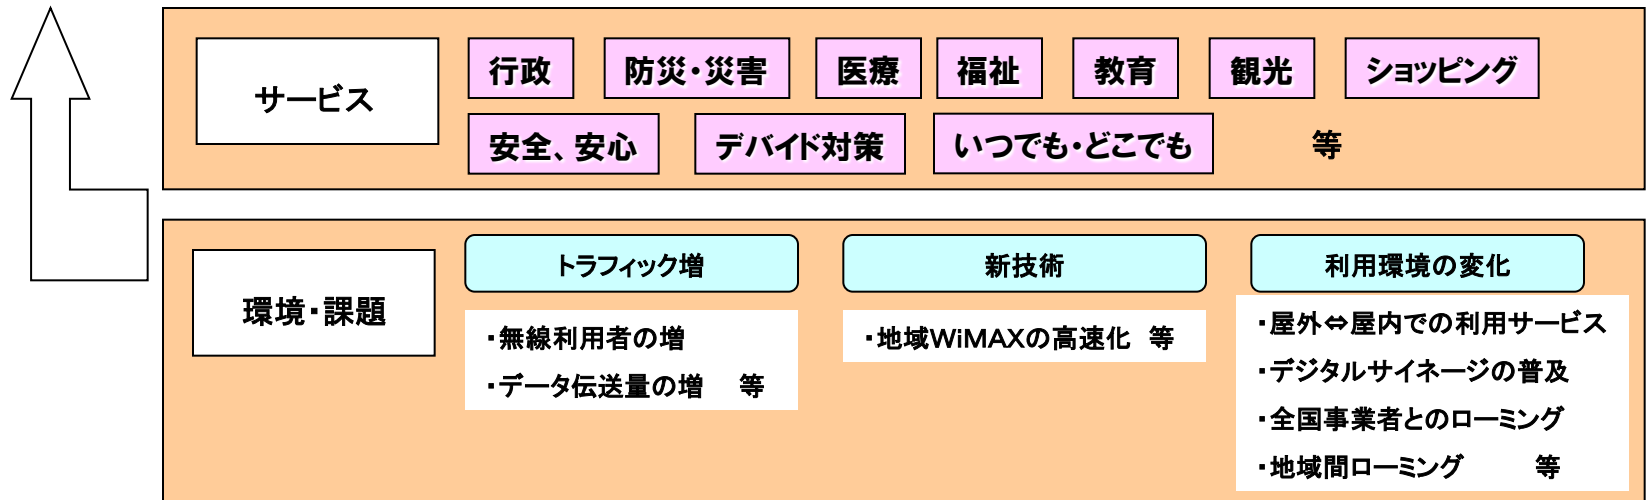 サービス
行政 防災・災害 医療 福祉 教育 観光 ショッピング
安全、安心 デバイド対策 いつでも・どこでも 等
環境・課題
トラフィック増
・無線利用者の増
・データ伝送量の増 等
新技術
・地域WiMAXの高速化 等
利用環境の変化
・屋外⇔屋内での利用サービス
・デジタルサイネージの普及
・全国事業者とのローミング
・地域間ローミング 等